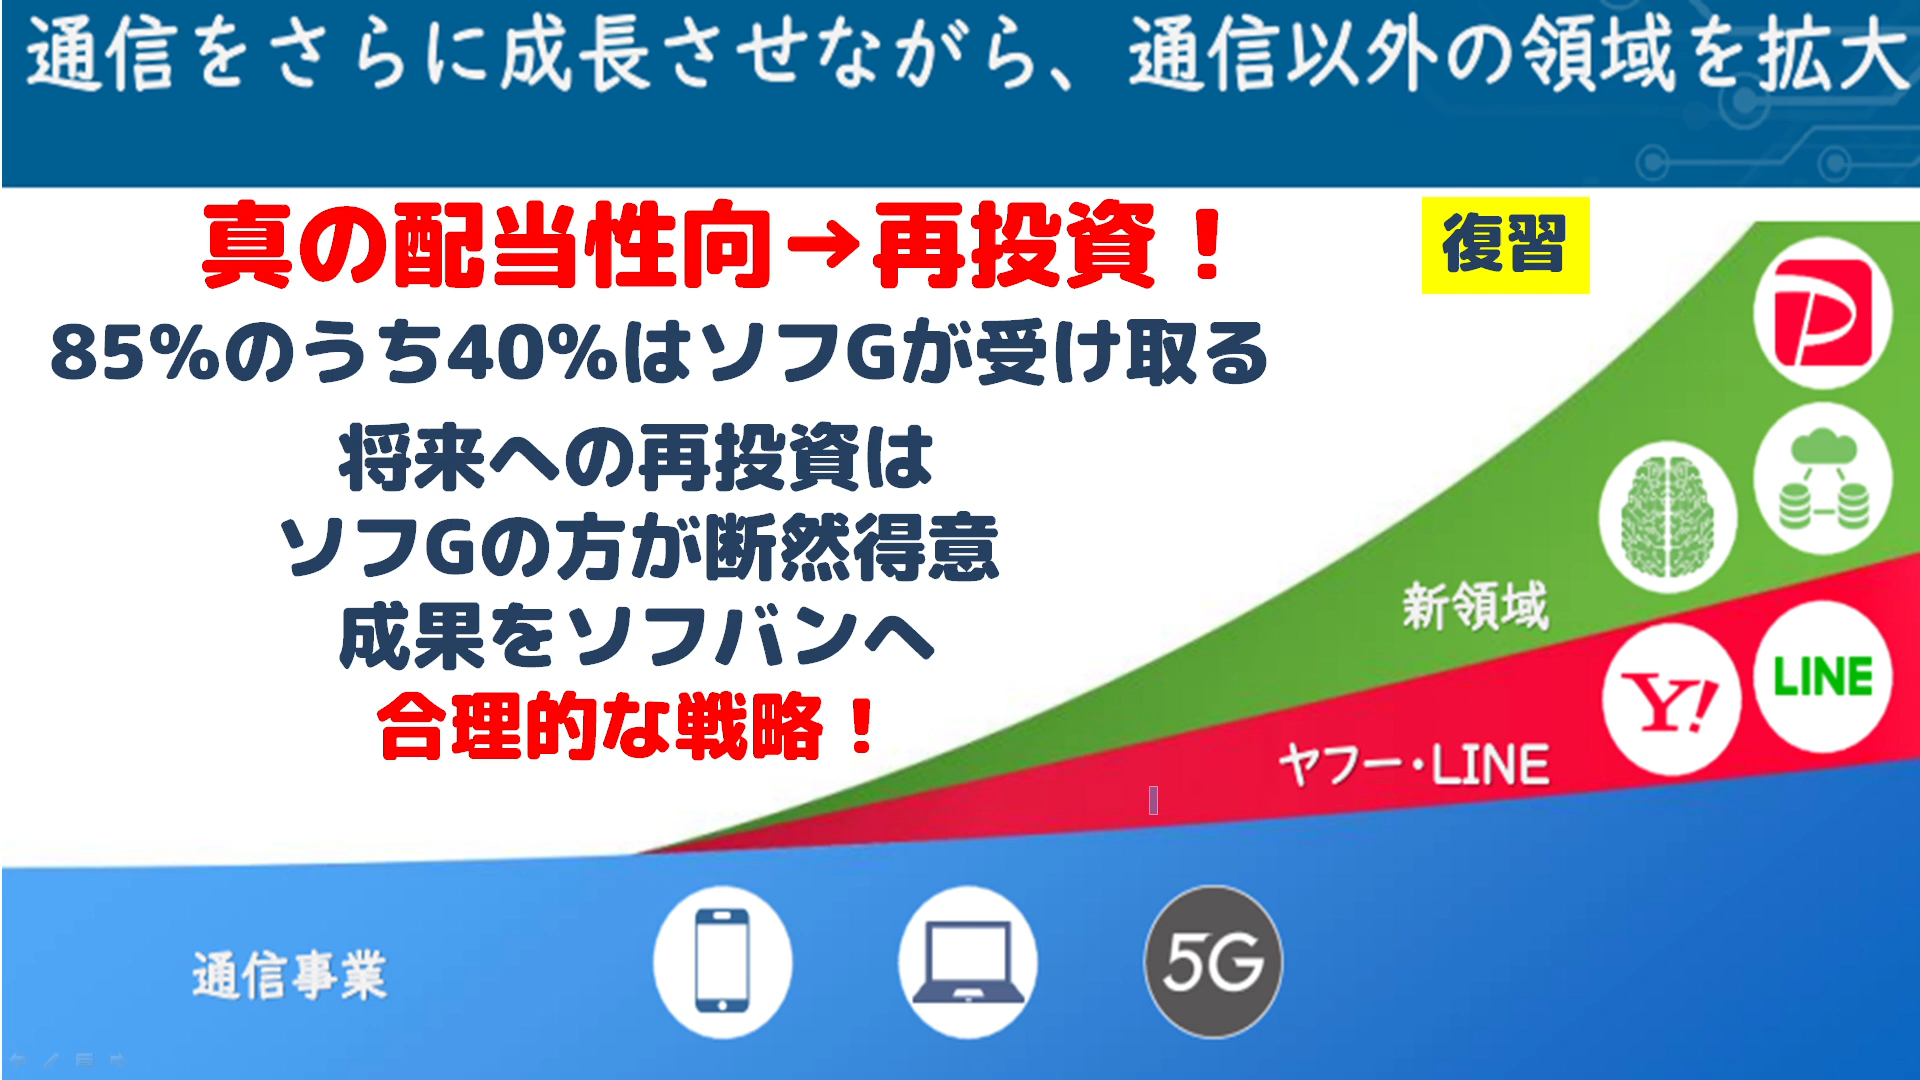 通信をさらに成長させながら、通信以外の領域を拡大
真の配当性向→再投資！
復習
85%のうち40%はソフGが受け取る
将来への再投資は
ソフGの方が断然得意
成果をソフバンへ
合理的な戦略！
新領域
ヤフー・LINE
Y!
LINE
通信事業
5G